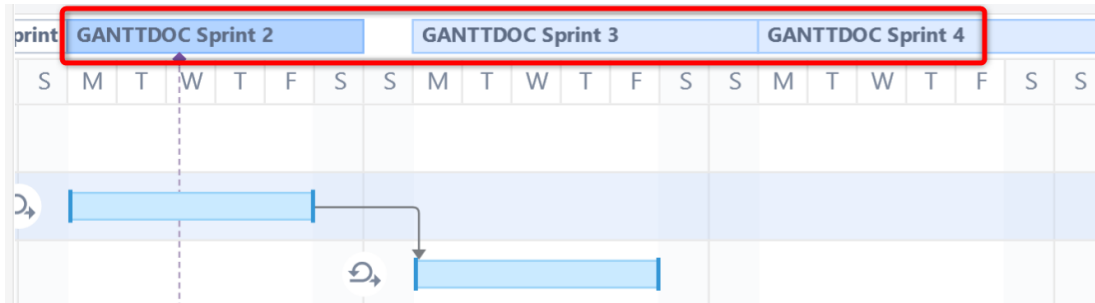 print GANTTDOC Sprint 2 GANTTDOC Sprint 3 GANTTDOC Sprint 4
S M T W T F S S M T W T F S S M T W T F S S